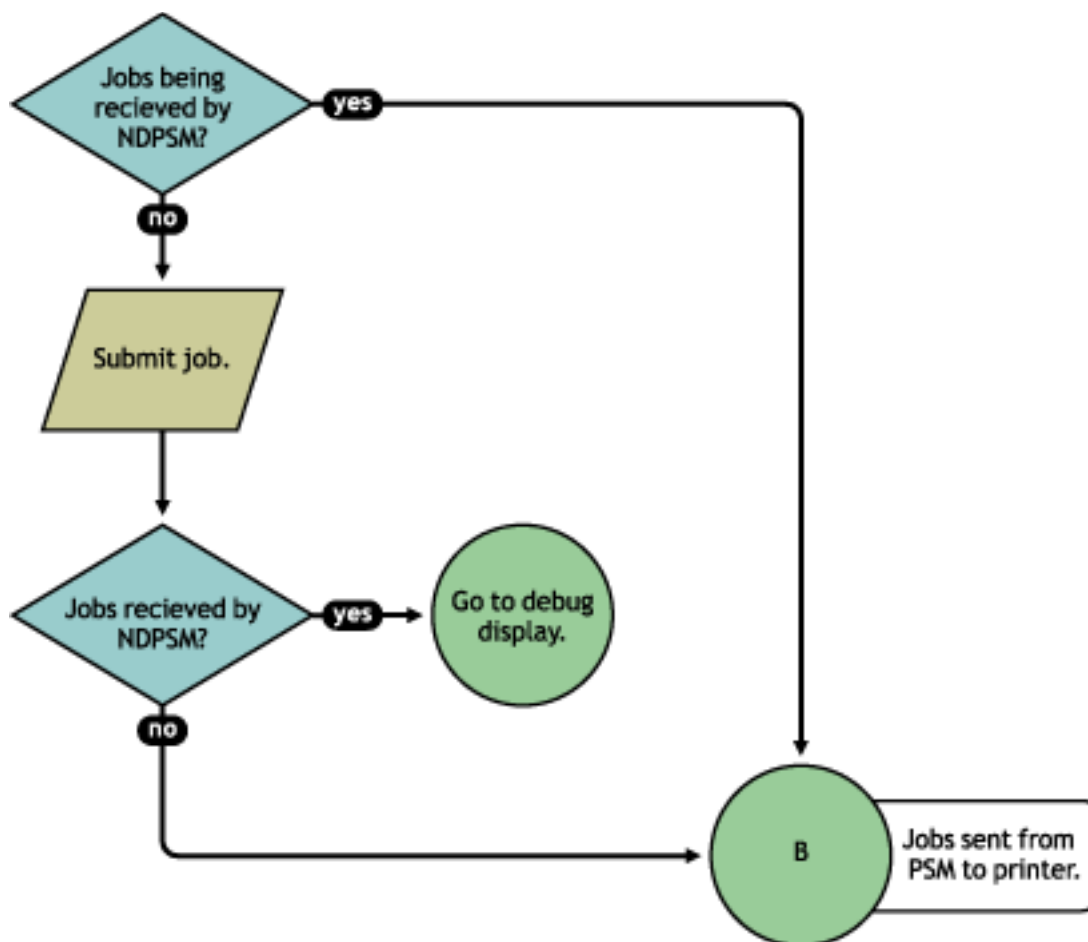 Jobs being
recieved by
NDPSM?
yes
no
Submit job.
Jobs recieved by
NDPSM?
yes
Go to debug
display.
no
B
Jobs sent from
PSM to printer.